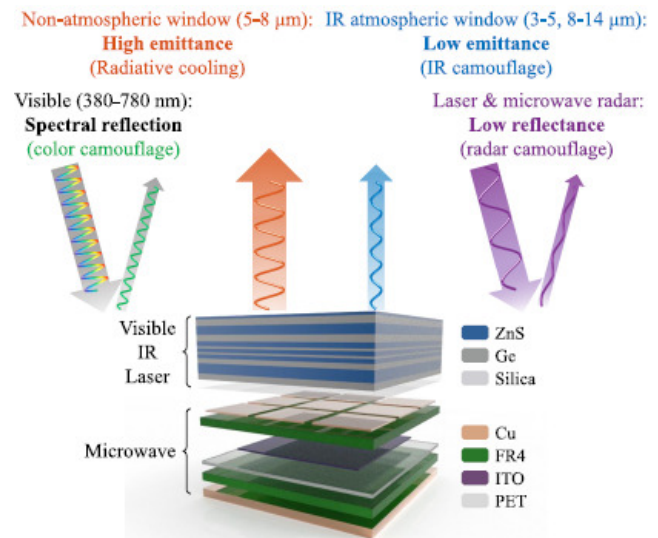 Non-atmospheric window (5-8 μm):
High emittance
(Radiative cooling)
IR atmospheric window (3-5, 8-14 μm):
Low emittance
(IR camouflage)
Visible (380–780 nm):
Spectral reflection
(color camouflage)
Laser & microwave radar:
Low reflectance
(radar camouflage)
Visible
IR
Laser
ZnS
Ge
Silica
Microwave
Cu
FR4
ITO
PET